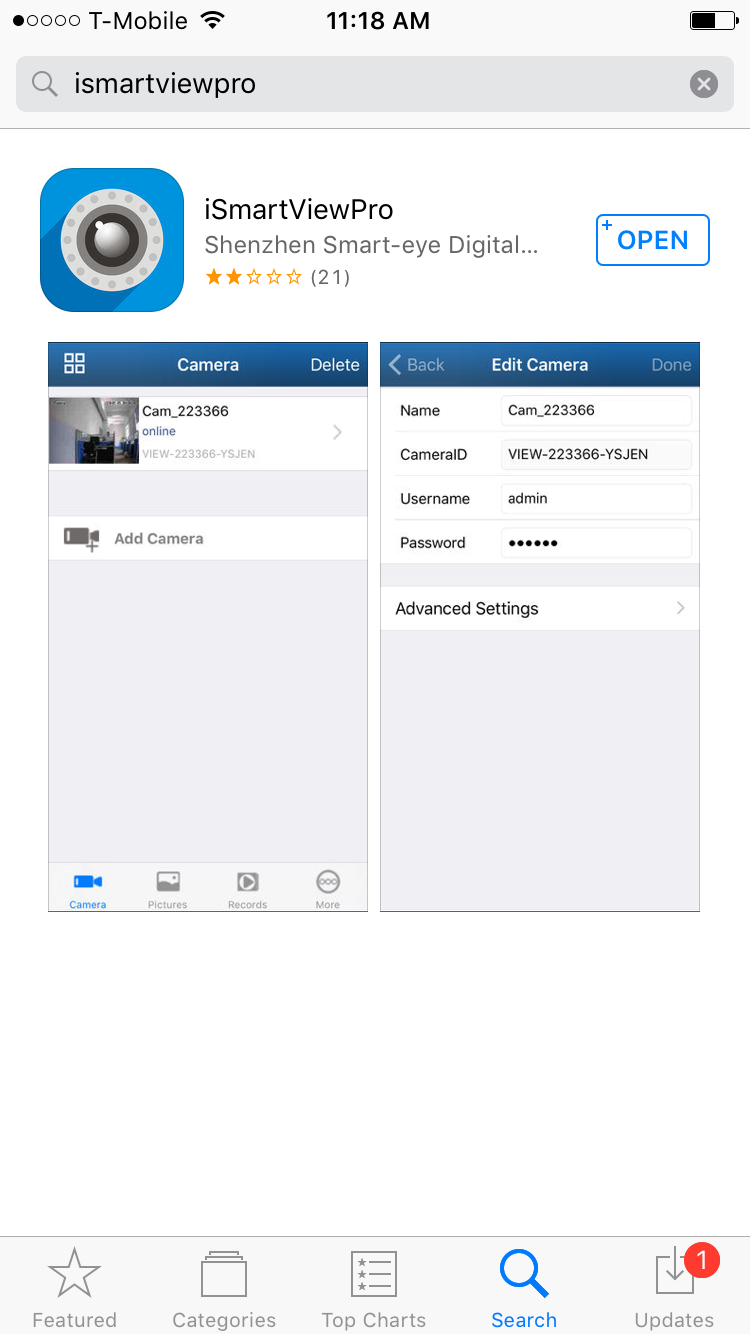 T-Mobile 11:18 AM
ismartviewpro
iSmartViewPro
Shenzhen Smart-eye Digital...
(21)
+ OPEN
Camera Delete
Cam_223366
online
VIEW-223366-YSJEN
Add Camera
Camera Pictures Records More
Back Edit Camera Done
Name Cam_223366
CameraID VIEW-223366-YSJEN
Username admin
Password ••••••
Advanced Settings
1
Featured Categories Top Charts Search Updates